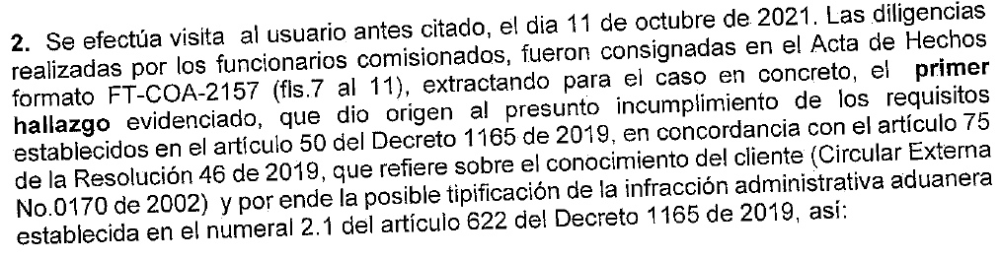 2. Se efectúa visita al usuario antes citado, el dia 11 de octubre de 2021. Las diligencias
realizadas por los funcionarios comisionados, fueron consignadas en el Acta de Hechos
formato FT-COA-2157 (fls.7 al 11), extractando para el caso en concreto, el primer
hallazgo evidenciado, que dio origen al presunto incumplimiento de los requisitos
establecidos en el artículo 50 del Decreto 1165 de 2019, en concordancia con el artículo 75
de la Resolución 46 de 2019, que refiere sobre el conocimiento del cliente (Circular Externa
No.0170 de 2002) y por ende la posible tipificación de la infracción administrativa aduanera
establecida en el numeral 2.1 del artículo 622 del Decreto 1165 de 2019, así: